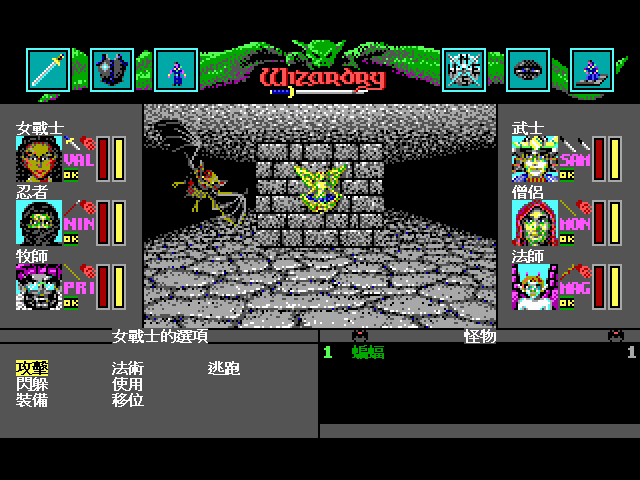 Wizardry
女戰士
VAL
OK
忍者
NIN
OK
牧師
PRI
OK
武士
SAM
OK
僧侶
MON
OK
法師
MAG
OK
女戰士的選項
攻擊 法術 逃跑
閃躲 使用
裝備 移位
怪物
1 蝙蝠 1